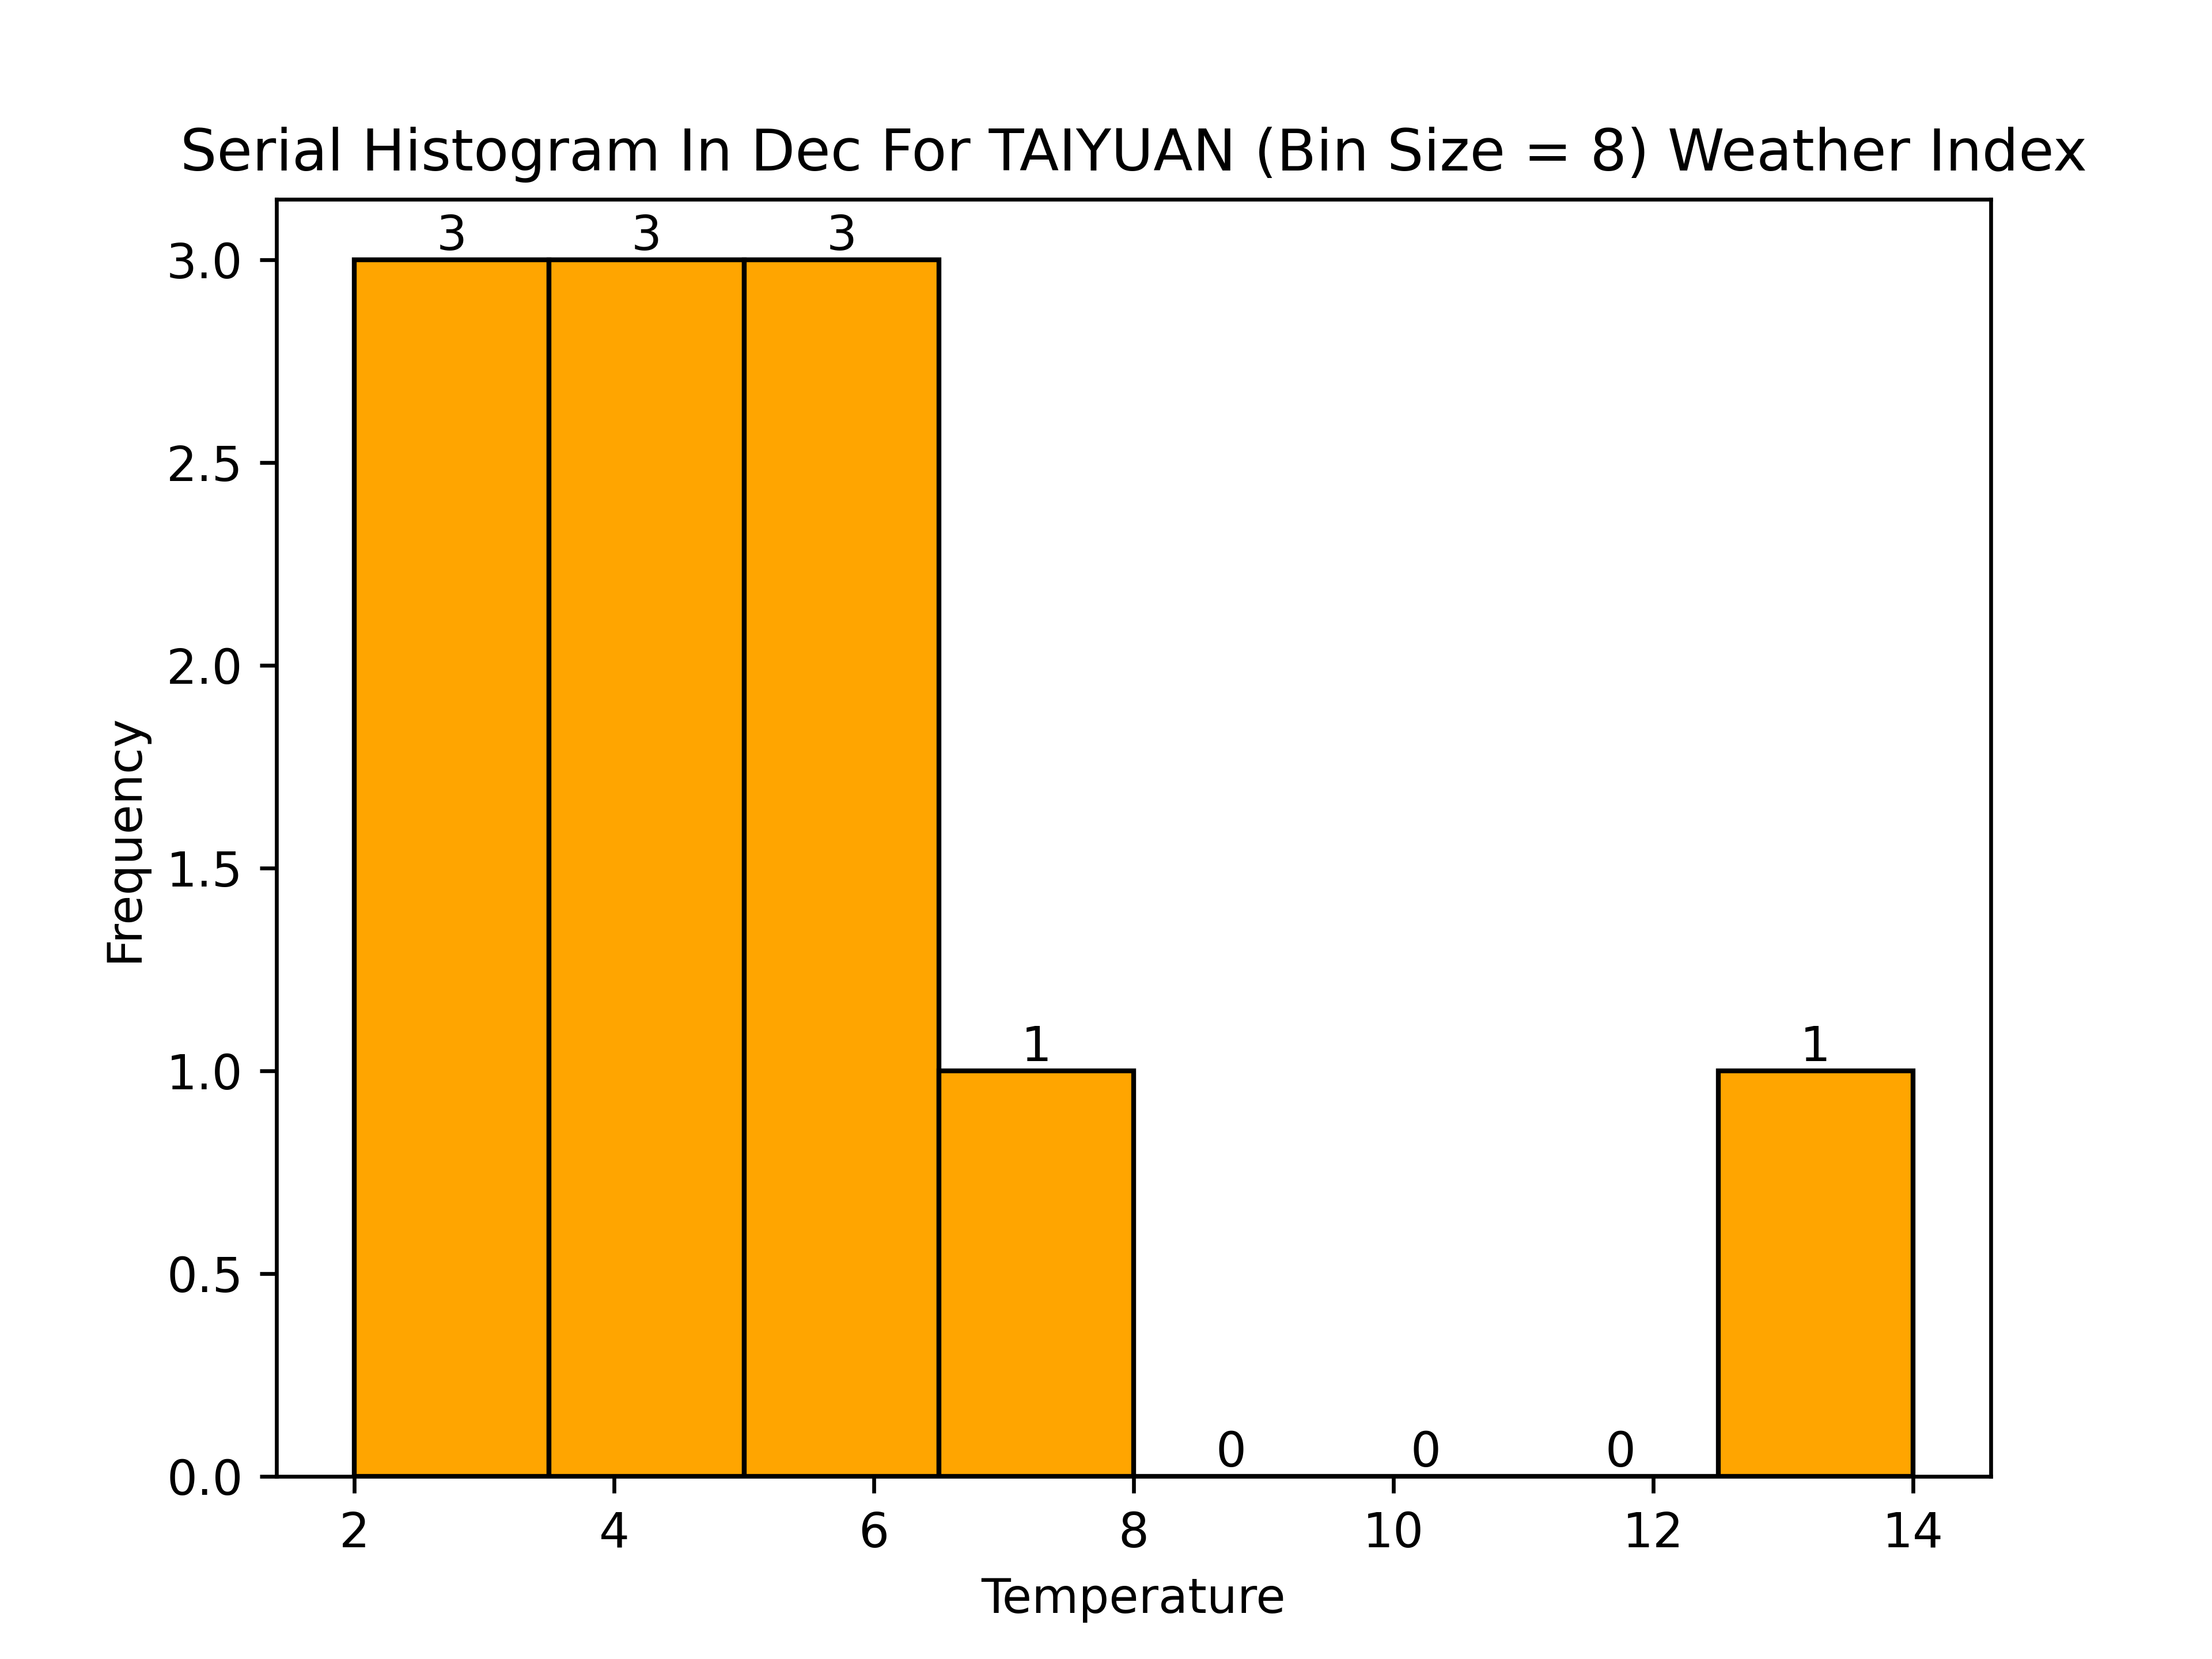 Serial Histogram In Dec For TAIYUAN (Bin Size = 8) Weather Index
3 3 3
3.0
2.5
2.0
Frequency
1.5
1 1
1.0
0.5
0 0 0
0.0
2 4 6 8 10 12 14
Temperature